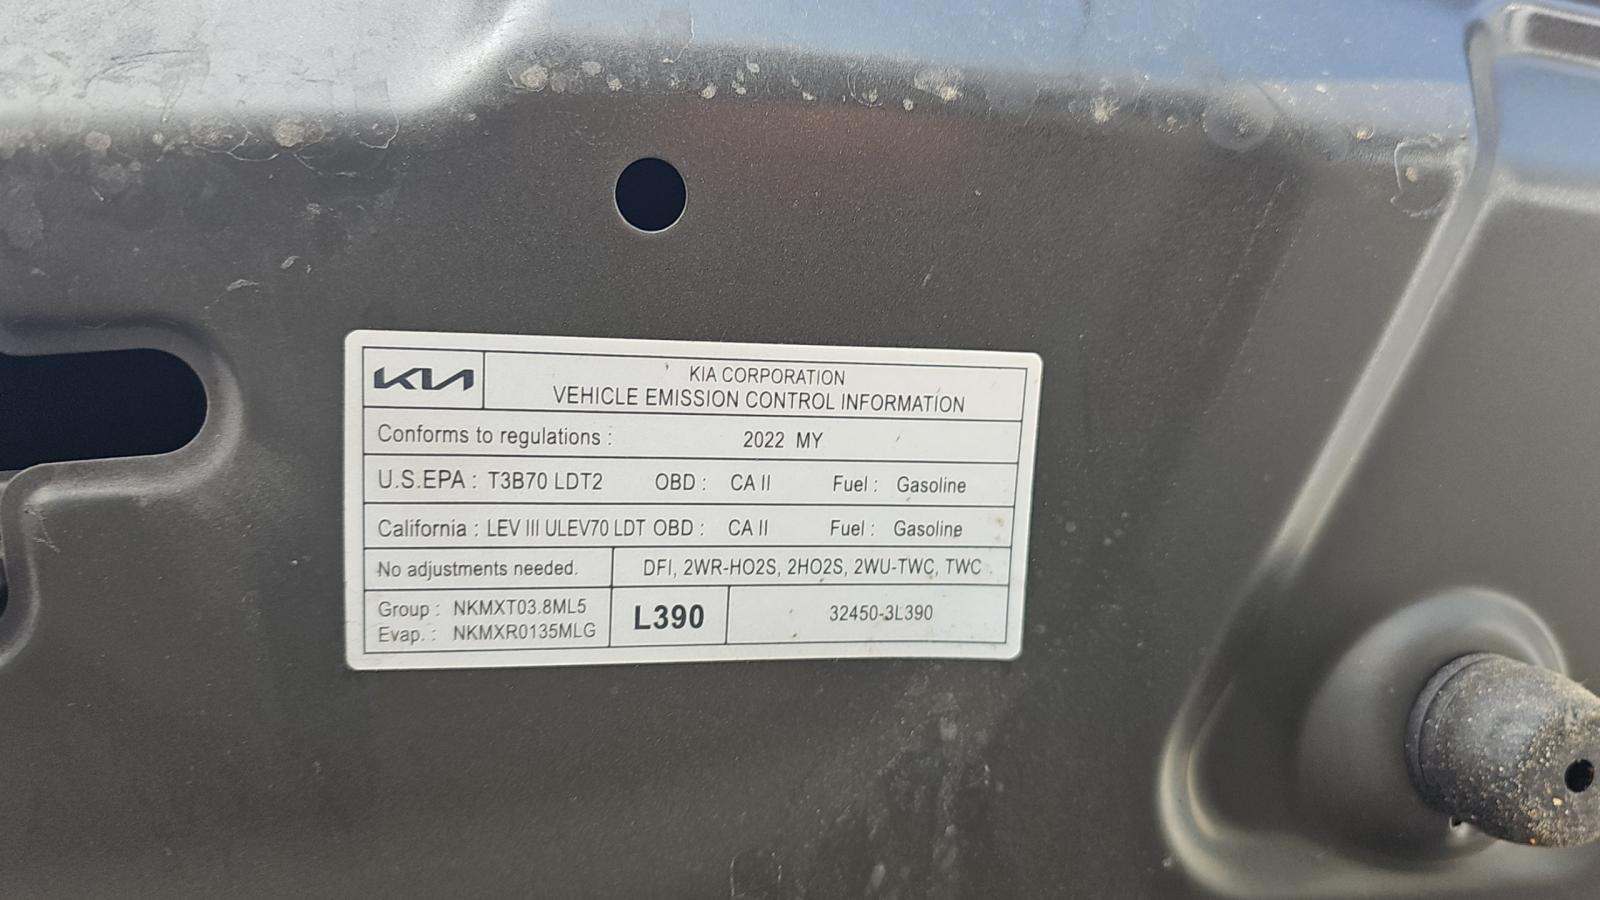 KIA
KIA CORPORATION
VEHICLE EMISSION CONTROL INFORMATION
Conforms to regulations : 2022 MY
U.S.EPA : T3B70 LDT2 OBD : CA II Fuel : Gasoline
California : LEV III ULEV70 LDT OBD : CA II Fuel : Gasoline
No adjustments needed. DFI, 2WR-HO2S, 2HO2S, 2WU-TWC, TWC
Group : NKMXT03.8ML5
Evap. : NKMXR0135MLG
L390
32450-3L390